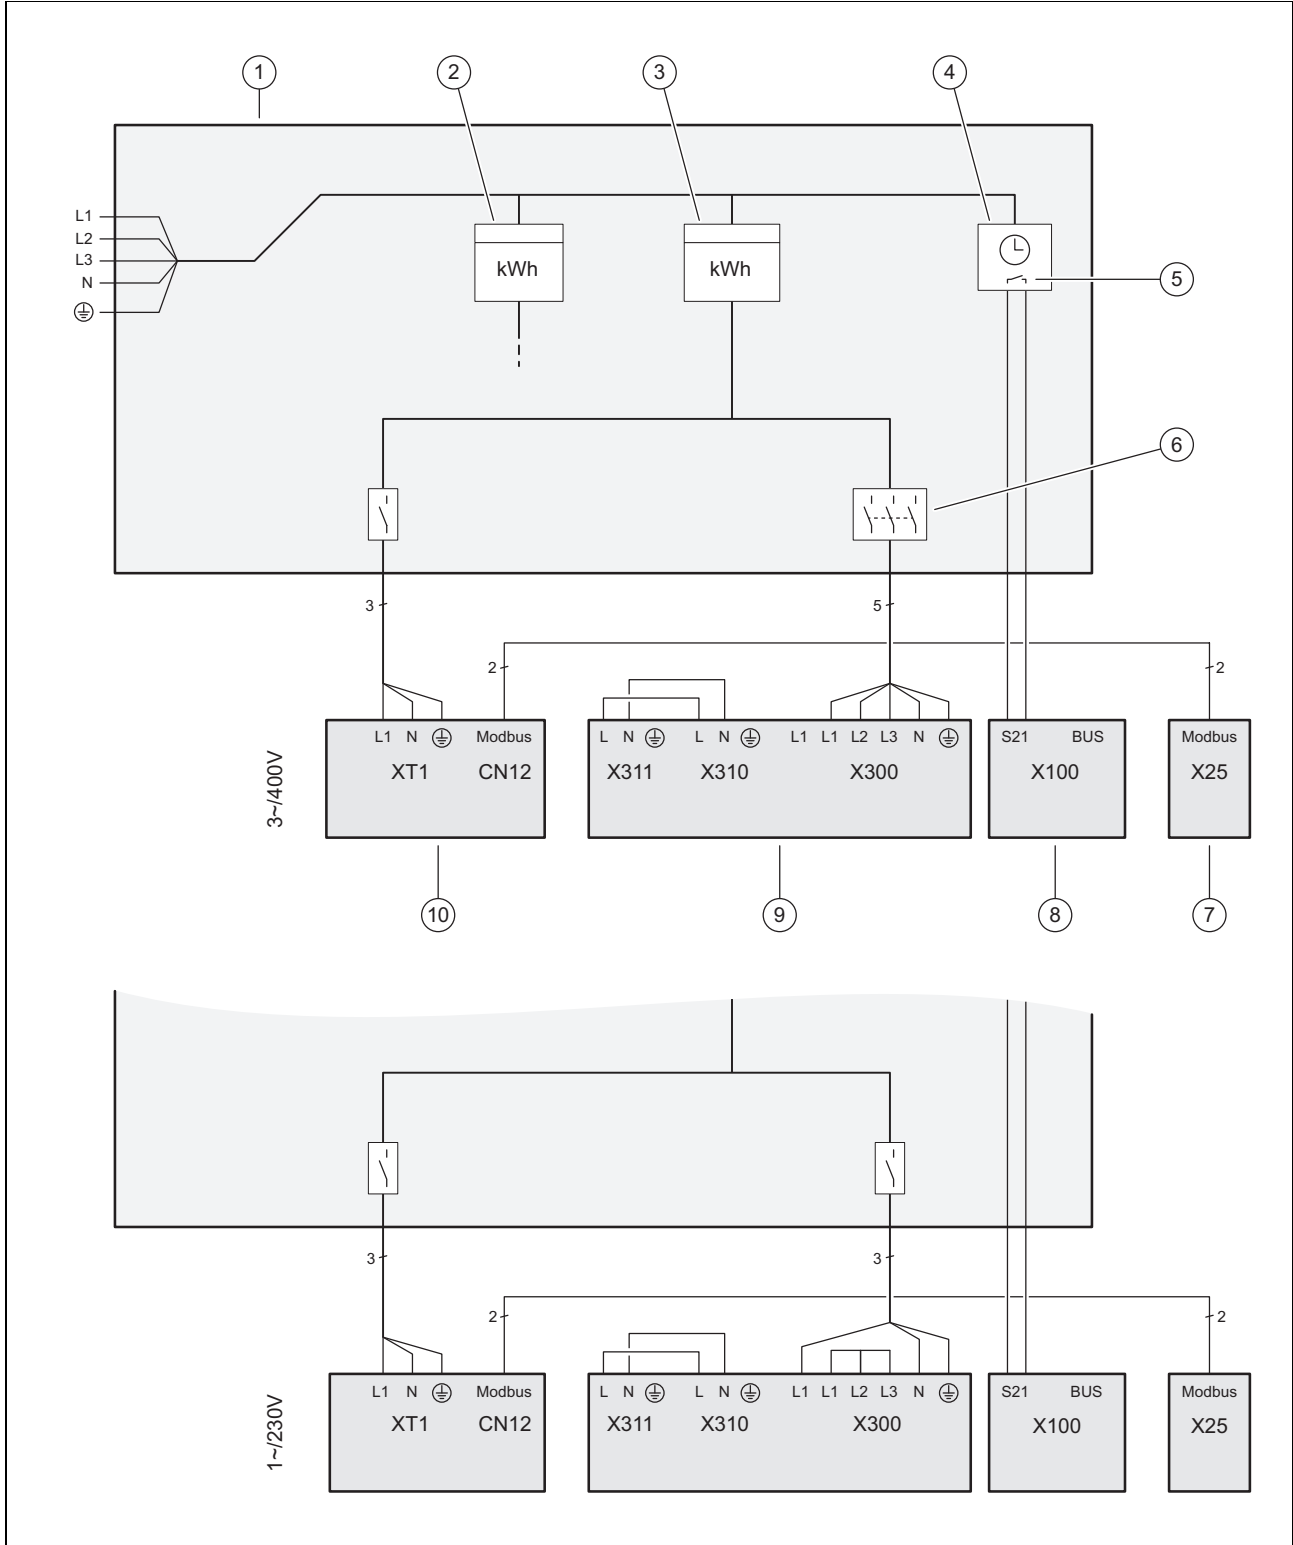 1 2 3 4
L1
L2
L3
N
kWh kWh
5
6
3 5
2 2
L1 N Modbus L N L N L1 L1 L2 L3 N S21 BUS Modbus
XT1 CN12 X311 X310 X300 X100 X25
3~/400V
10 9 8 7
3 3
2 2
L1 N Modbus L N L N L1 L1 L2 L3 N S21 BUS Modbus
XT1 CN12 X311 X310 X300 X100 X25
1~/230V